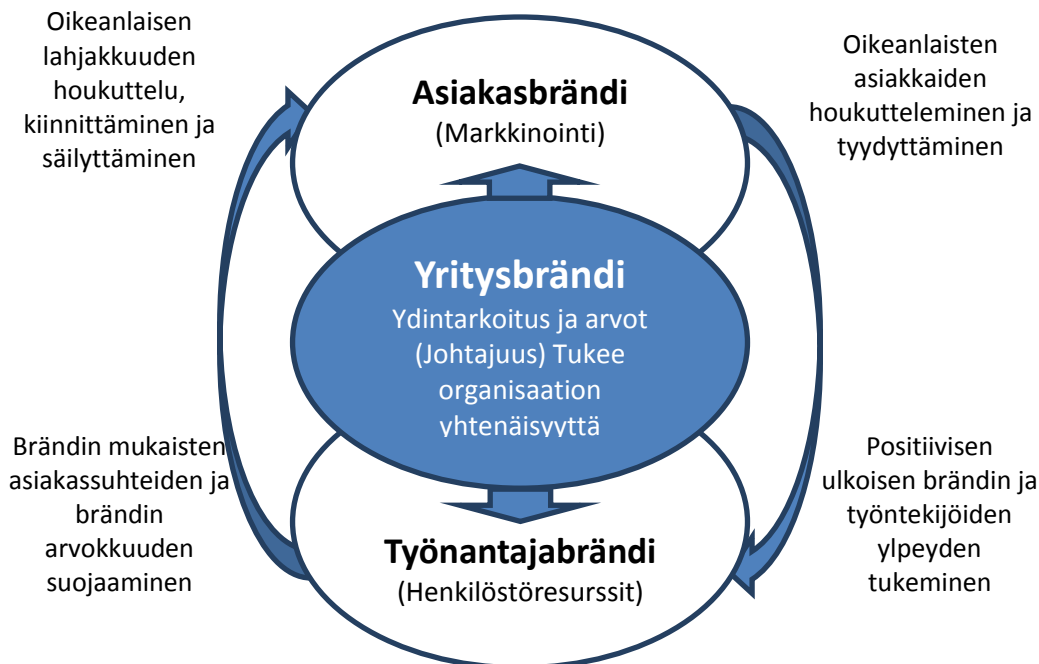 Oikeanlaisen
lahjakkuuden
houkuttelu,
kiinnittäminen ja
säilyttäminen
Asiakasbrändi
(Markkinointi)
Oikeanlaisten
asiakkaiden
houkutteleminen ja
tyydyttäminen
Yritysbrändi
Ydintarkoitus ja arvot
(Johtajuus) Tukee
organisaation
yhtenäisyyttä
Brändin mukaisten
asiakassuhteiden ja
brändin
arvokkuuden
suojaaminen
Työnantajabrändi
(Henkilöstöresurssit)
Positiivisen
ulkoisen brändin ja
työntekijöiden
ylpeyden
tukeminen